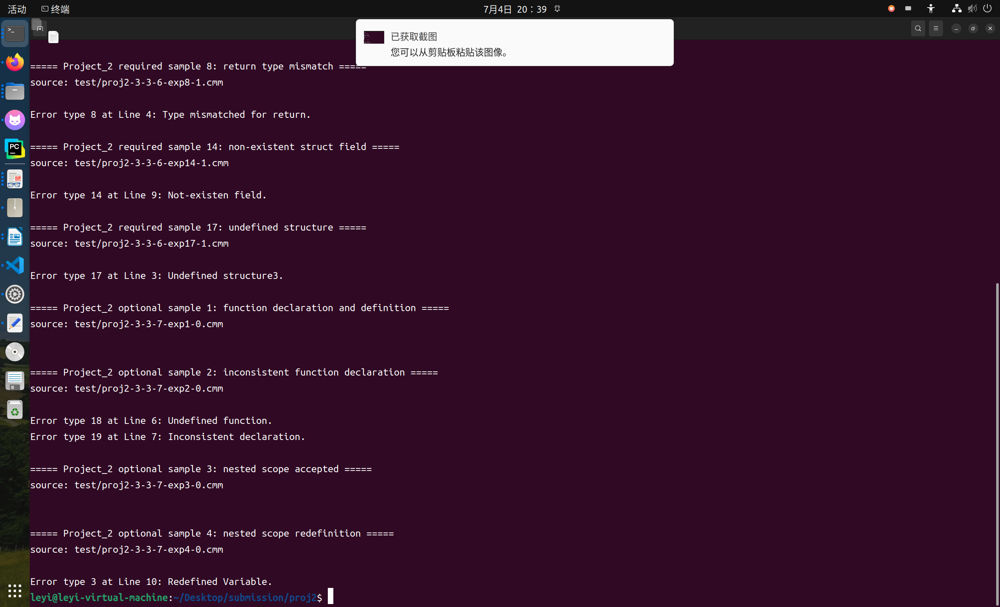 活动 终端 7月4日 20：39
已获取截图
您可以从剪贴板粘贴该图像。
===== Project_2 required sample 8: return type mismatch =====
source: test/proj2-3-3-6-exp8-1.cmm
Error type 8 at Line 4: Type mismatched for return.
===== Project_2 required sample 14: non-existent struct field =====
source: test/proj2-3-3-6-exp14-1.cmm
Error type 14 at Line 9: Not-existen field.
===== Project_2 required sample 17: undefined structure =====
source: test/proj2-3-3-6-exp17-1.cmm
Error type 17 at Line 3: Undefined structure3.
===== Project_2 optional sample 1: function declaration and definition =====
source: test/proj2-3-3-7-exp1-0.cmm
===== Project_2 optional sample 2: inconsistent function declaration =====
source: test/proj2-3-3-7-exp2-0.cmm
Error type 18 at Line 6: Undefined function.
Error type 19 at Line 7: Inconsistent declaration.
===== Project_2 optional sample 3: nested scope accepted =====
source: test/proj2-3-3-7-exp3-0.cmm
===== Project_2 optional sample 4: nested scope redefinition =====
source: test/proj2-3-3-7-exp4-0.cmm
Error type 3 at Line 10: Redefined Variable.
leyi@leyi-virtual-machine:~/Desktop/submission/proj2$
PC